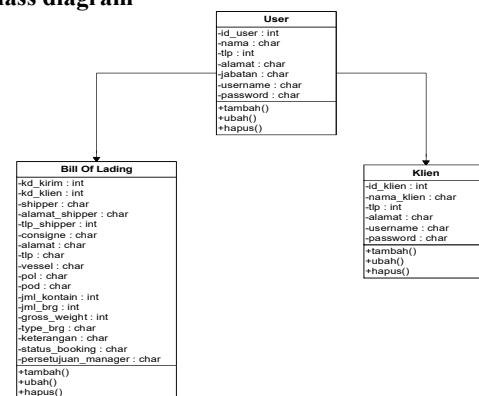 ass diagram
User
-id_user : int
-nama : char
-tlp : int
-alamat : char
-jabatan : char
-username : char
-password : char
+tambah()
+ubah()
+hapus()
Bill Of Lading
-kd_kirim : int
-kd_klien : int
-shipper : char
-alamat_shipper : char
-tlp_shipper : int
-consigne : char
-alamat : char
-tlp : char
-vessel : char
-pol : char
-pod : char
-jml_kontain : int
-jml_brg : int
-gross_weight : int
-type_brg : char
-keterangan : char
-status_booking : char
-persetujuan_manager : char
+tambah()
+ubah()
+hapus()
Klien
-id_klien : int
-nama_klien : char
-tlp : int
-alamat : char
-username : char
-password : char
+tambah()
+ubah()
+hapus()